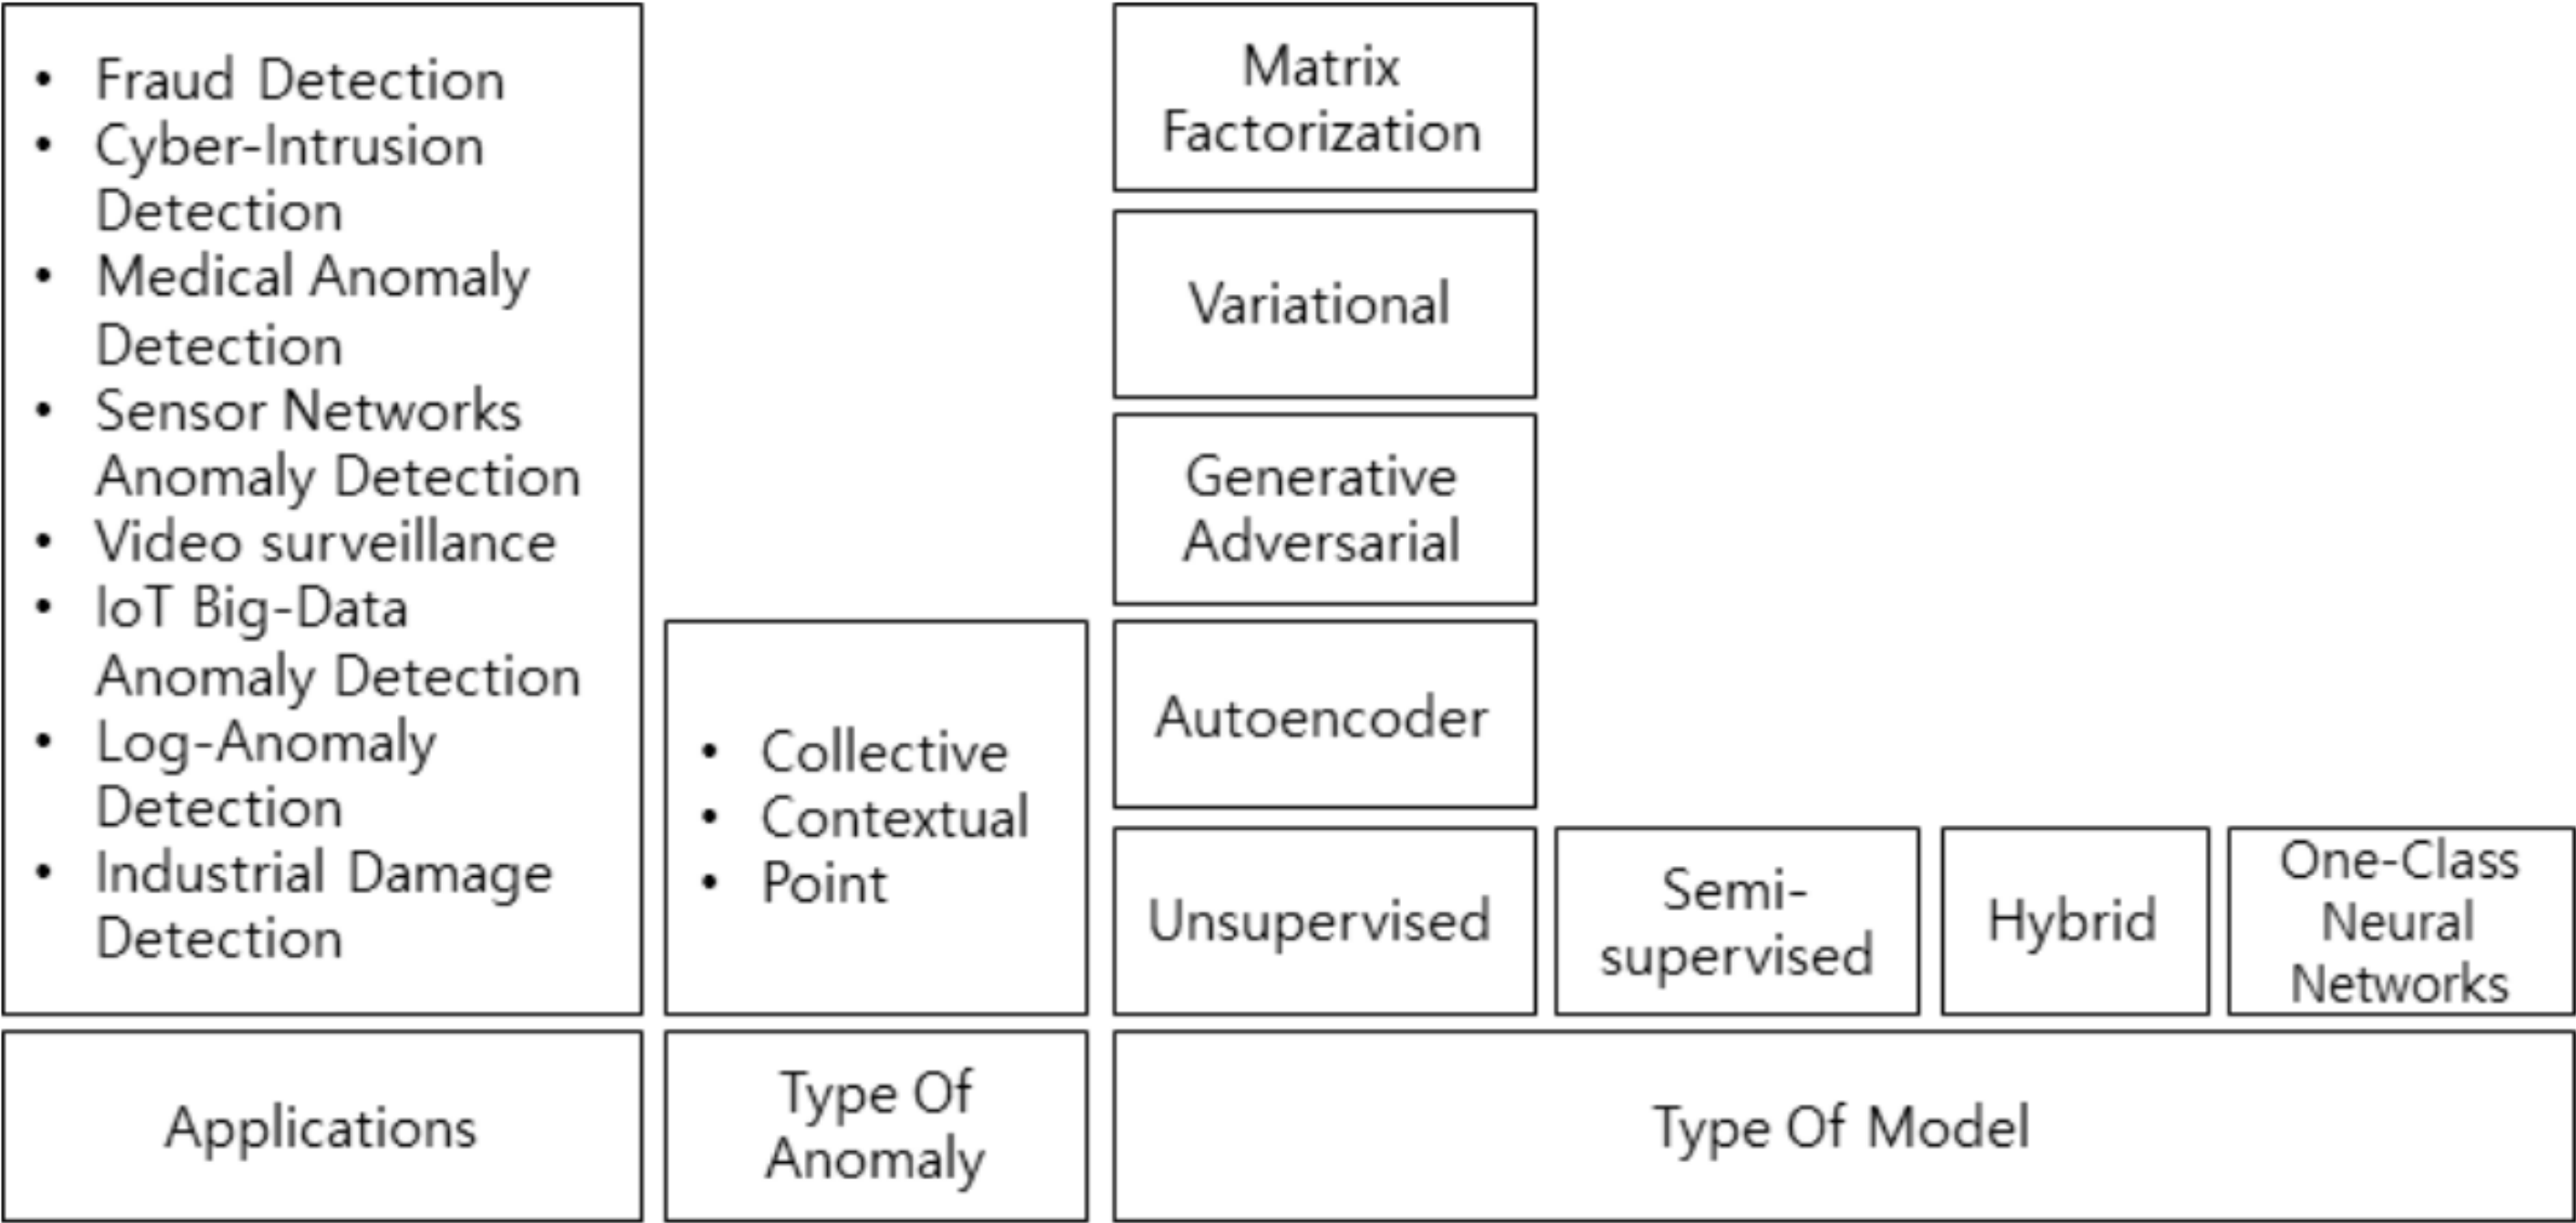 • Fraud Detection
• Cyber-Intrusion
Detection
• Medical Anomaly
Detection
• Sensor Networks
Anomaly Detection
• Video surveillance
• IoT Big-Data
Anomaly Detection
• Log-Anomaly
Detection
• Industrial Damage
Detection
Applications
• Collective
• Contextual
• Point
Type Of
Anomaly
Matrix
Factorization
Variational
Generative
Adversarial
Autoencoder
Unsupervised
Semi-
supervised
Hybrid
One-Class
Neural
Networks
Type Of Model